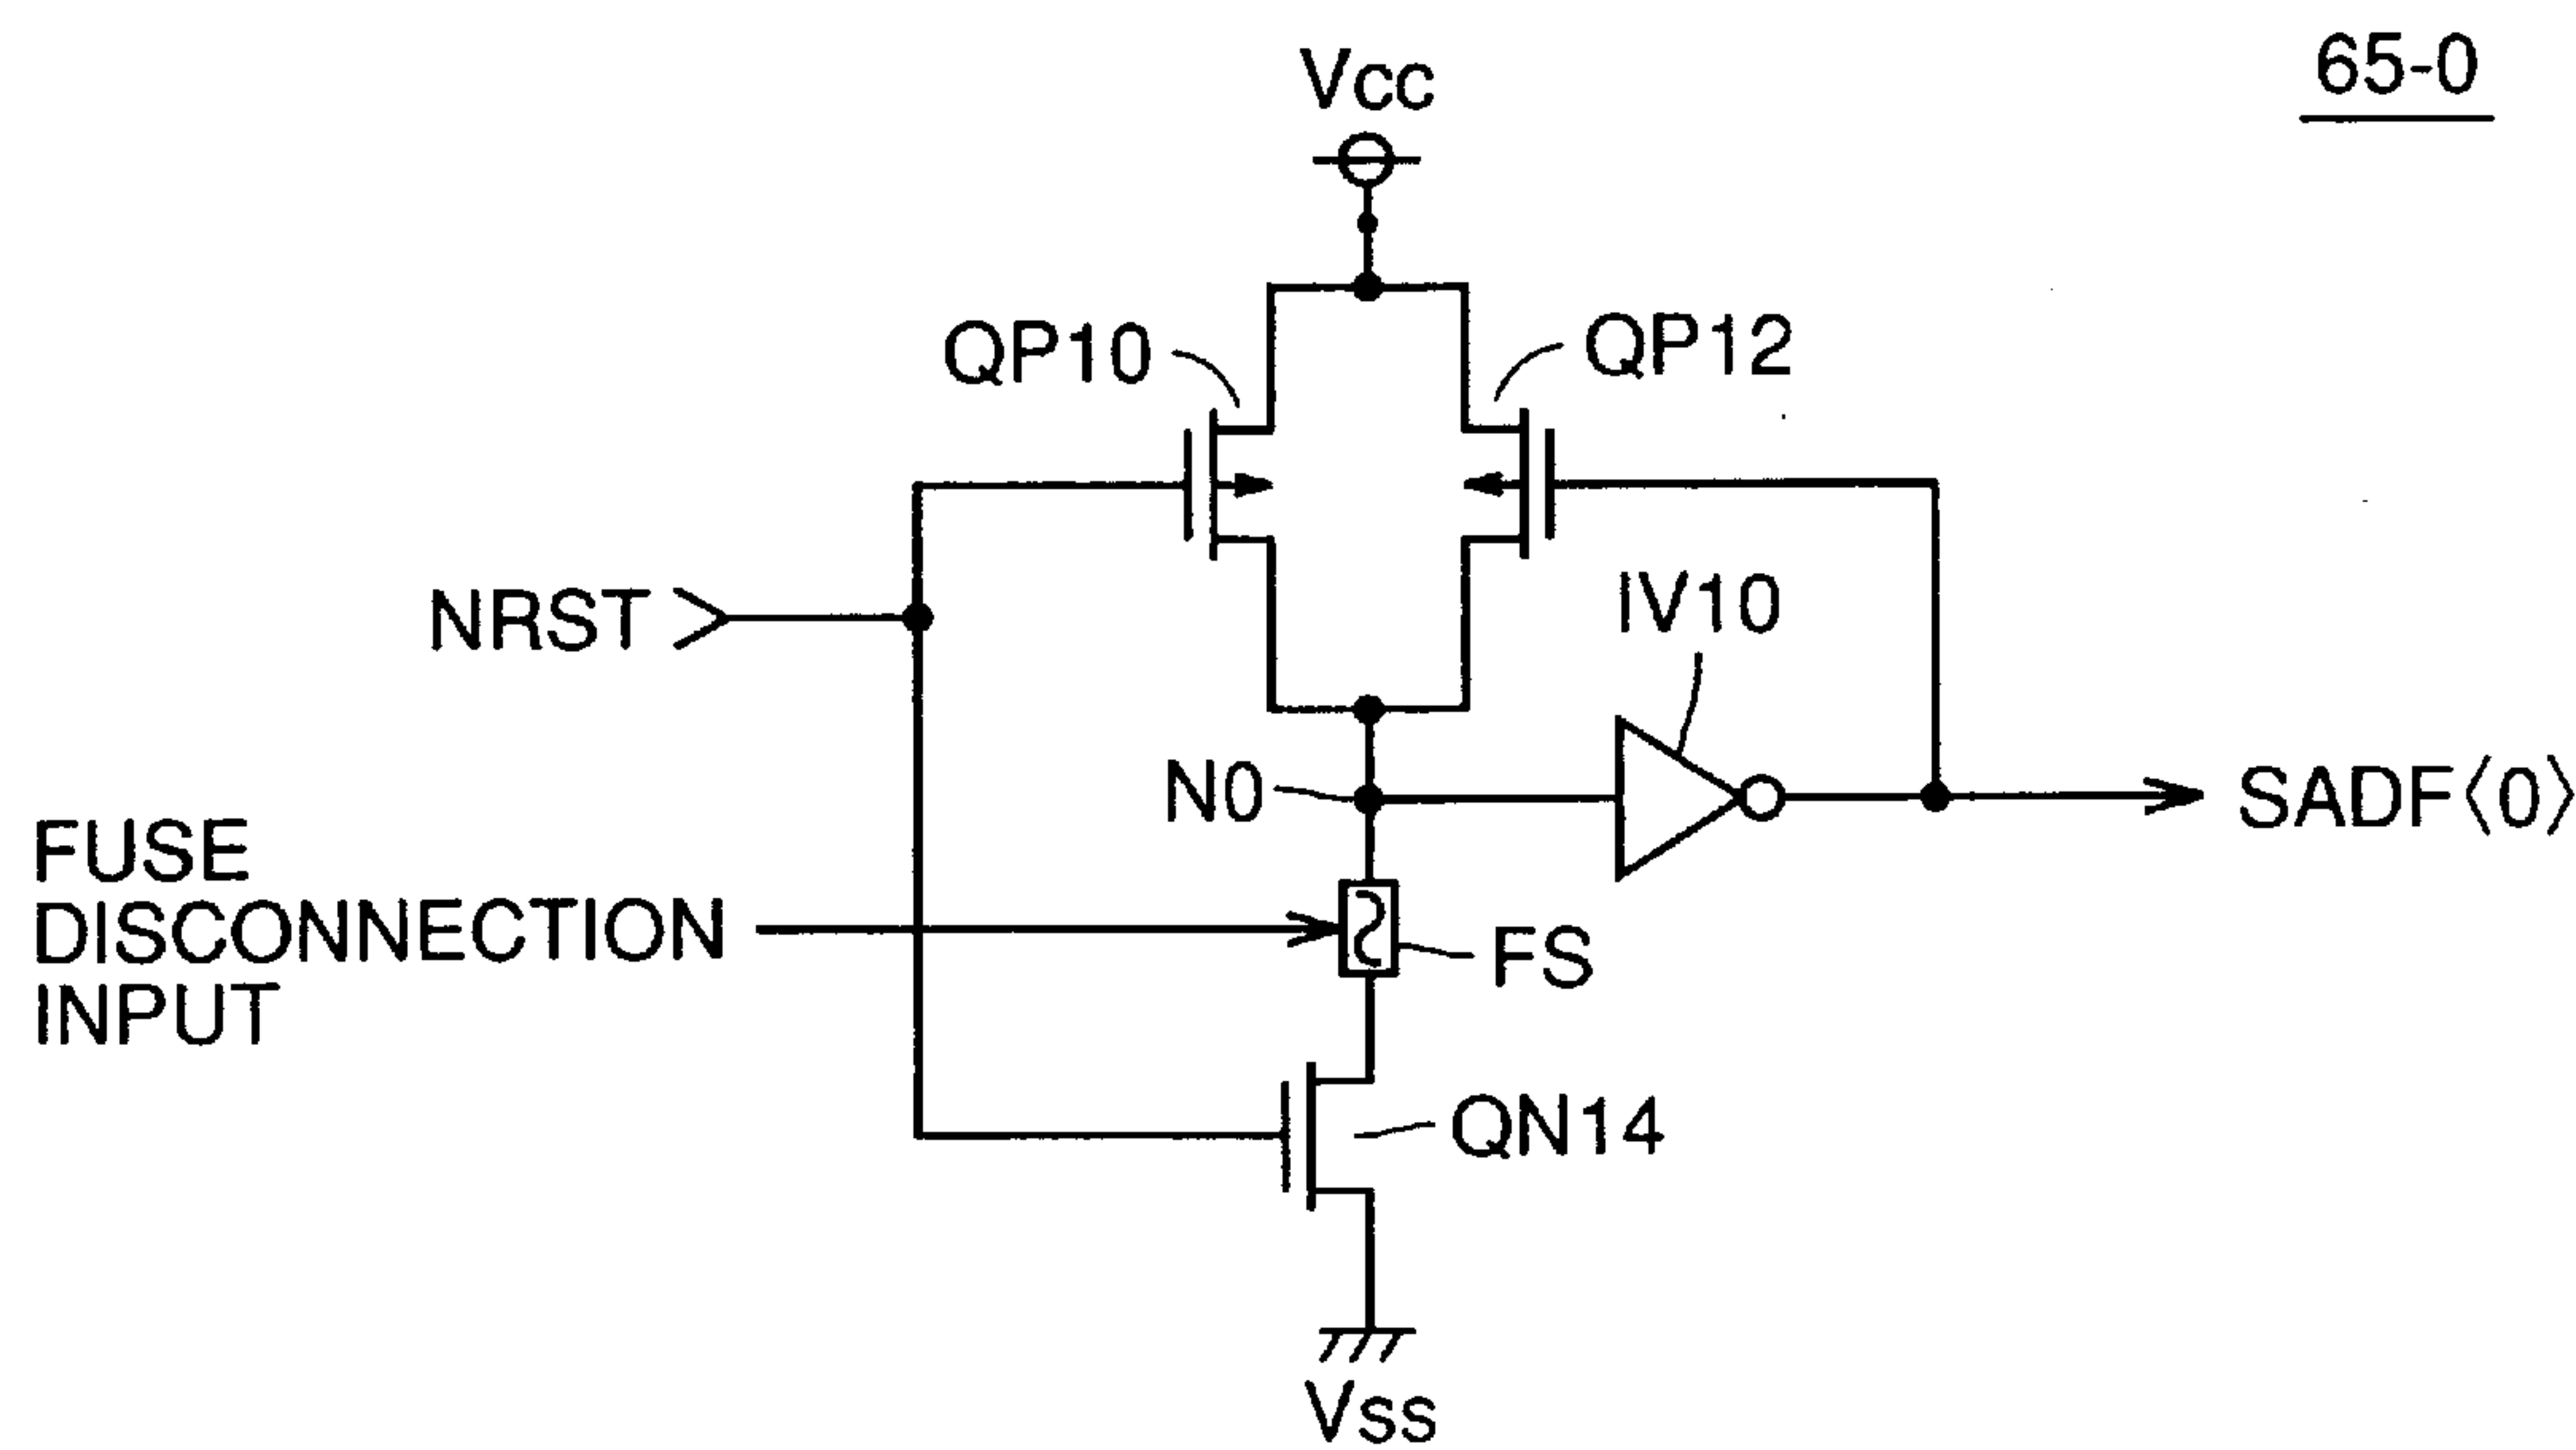 65-0
Vcc
QP10
QP12
NRST
IV10
N0
SADF〈0〉
FUSE
DISCONNECTION
INPUT
FS
QN14
Vss